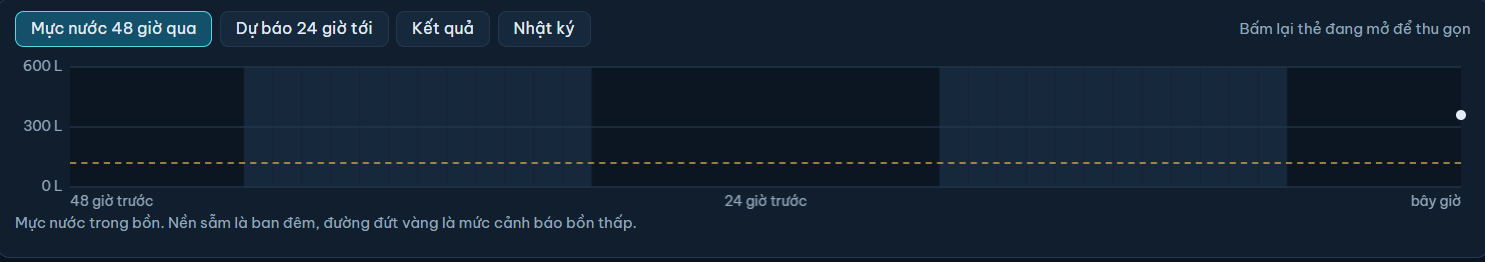 Mực nước 48 giờ qua
Dự báo 24 giờ tới
Kết quả
Nhật ký
Bấm lại thẻ đang mở để thu gọn
600 L
300 L
0 L
48 giờ trước
24 giờ trước
bây giờ
Mực nước trong bồn. Nền sẫm là ban đêm, đường đứt vàng là mức cảnh báo bồn thấp.